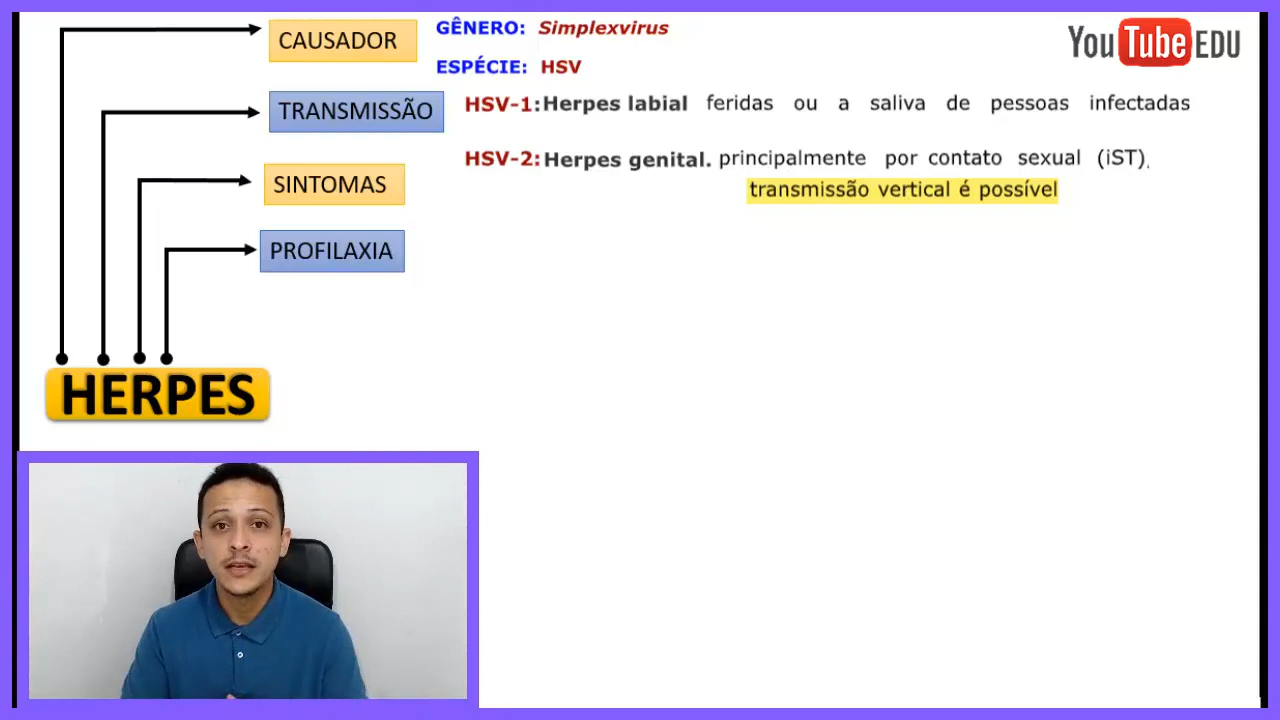 CAUSADOR
GÊNERO: Simplexvirus
ESPÉCIE: HSV
YouTube EDU
TRANSMISSÃO
HSV-1:Herpes labial feridas ou a saliva de pessoas infectadas
HSV-2:Herpes genital. principalmente por contato sexual (iST),
transmissão vertical é possível
SINTOMAS
PROFILAXIA
HERPES